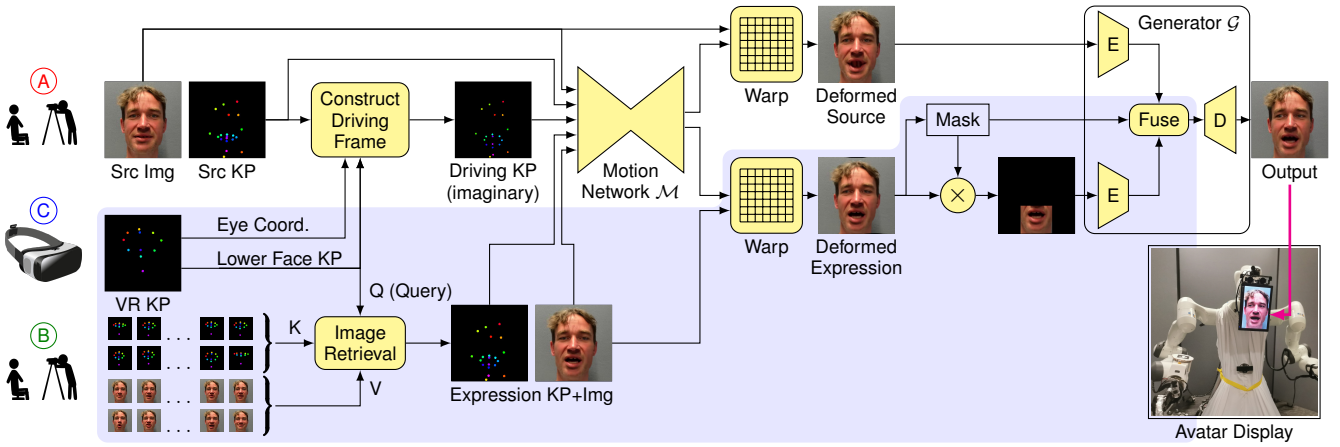 A
Src Img
Src KP
Construct
Driving
Frame
Driving KP
(imaginary)
Motion
Network ℳ
Warp
Deformed
Source
Generator 𝒢
E
Mask
Fuse
D
Output
C
VR KP
Eye Coord.
Lower Face KP
Q (Query)
Warp
Deformed
Expression
×
E
B
. . .
. . .
. . .
. . .
K
V
Image
Retrieval
Expression KP+Img
Avatar Display